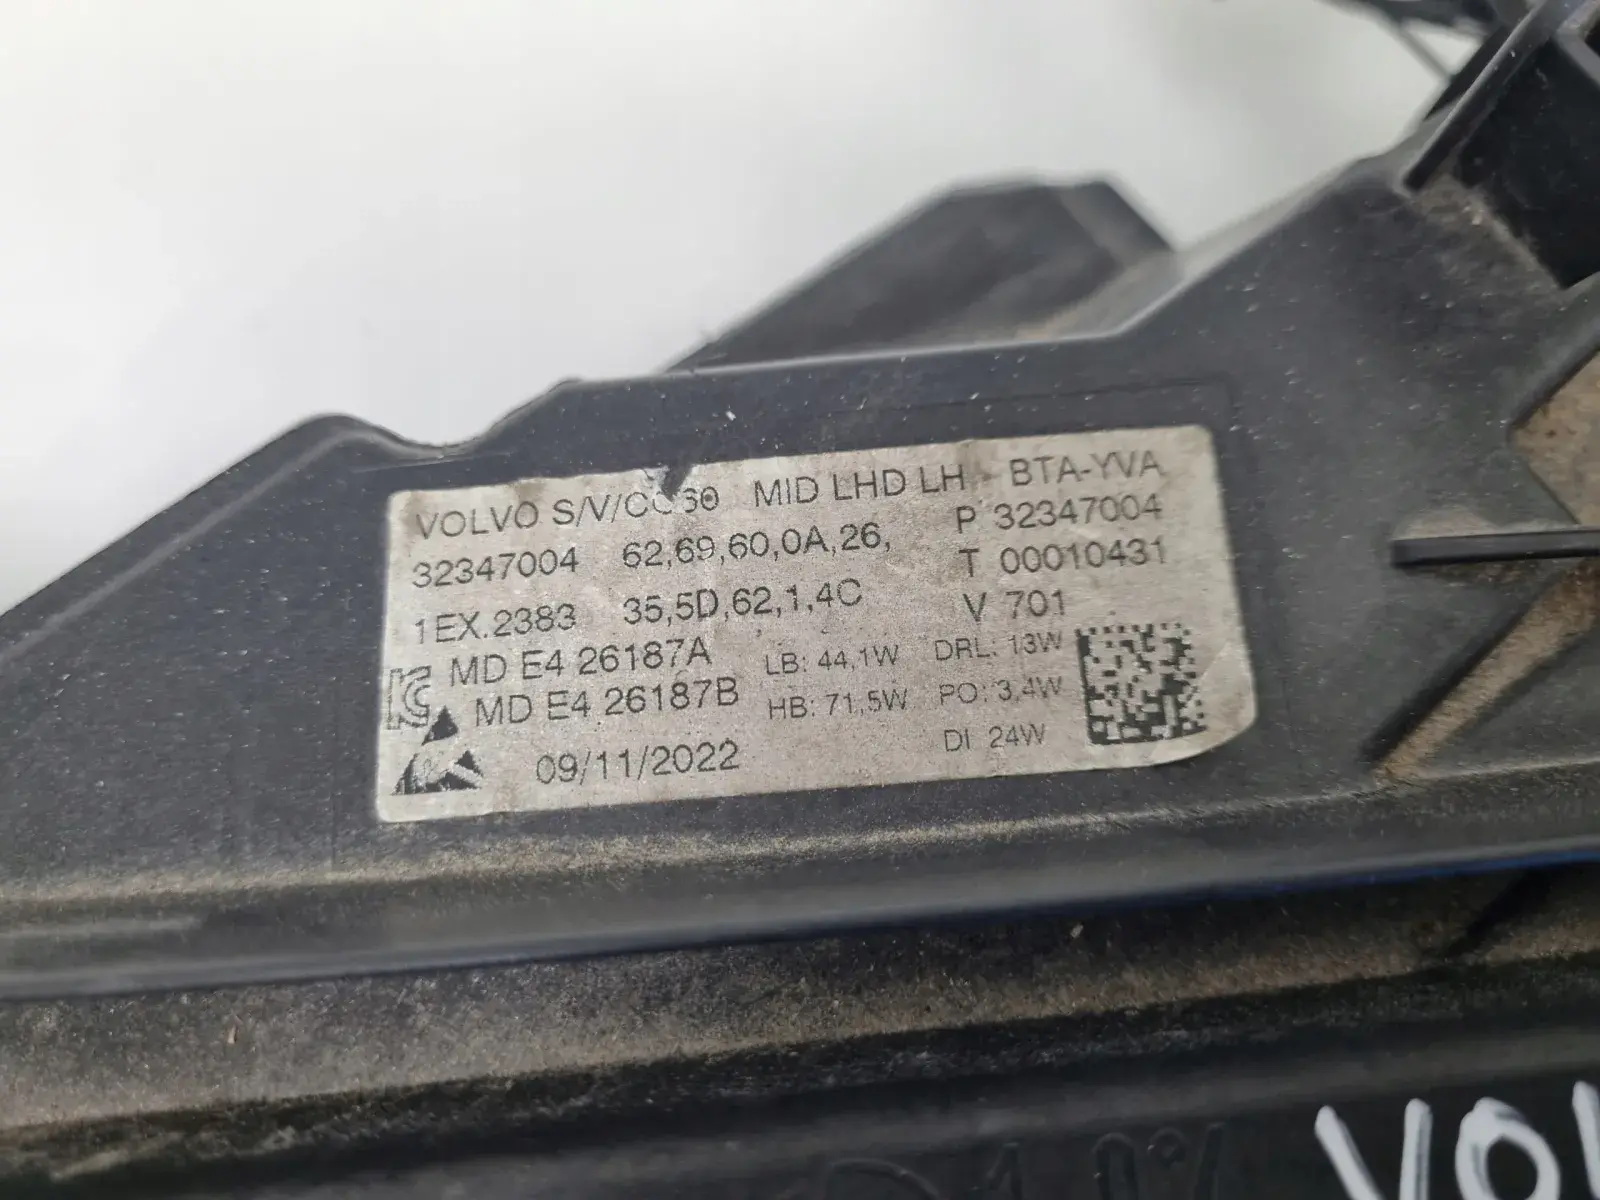 VOLVO S/V/CC60 MID LHD LH BTA-YVA
32347004 62,69,60,0A,26, P 32347004
1EX.2383 35,5D,62,1,4C T 00010431
V 701
MD E4 26187A LB: 44,1W DRL: 13W
MD E4 26187B HB: 71,5W PO: 3,4W
09/11/2022 DI 24W